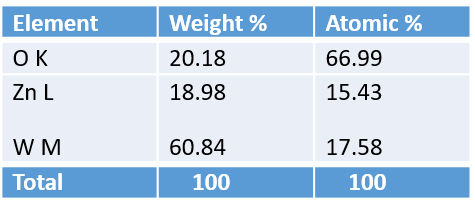 Element Weight % Atomic %
O K 20.18 66.99
Zn L 18.98 15.43
W M 60.84 17.58
Total 100 100